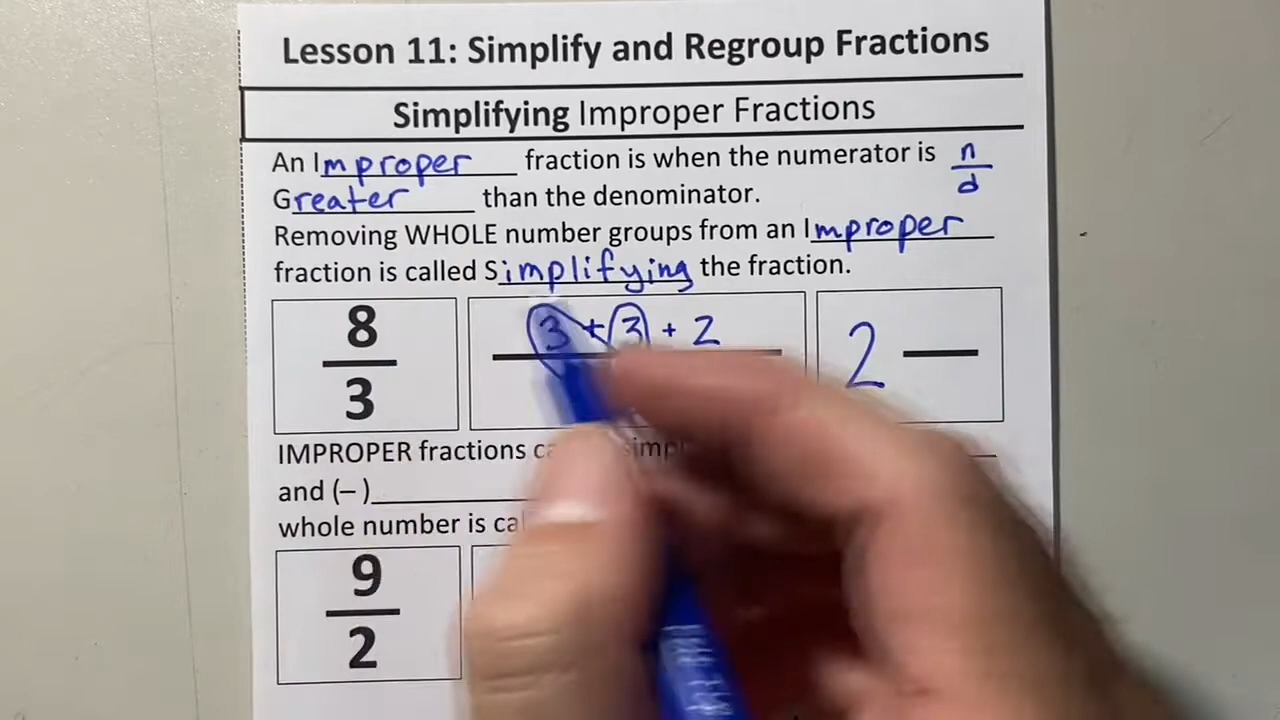 Lesson 11: Simplify and Regroup Fractions
Simplifying Improper Fractions
An Improper fraction is when the numerator is n/d
Greater than the denominator.
Removing WHOLE number groups from an Improper
fraction is called Simplifying the fraction.
8/3
3 + 3 + 2
2 —
IMPROPER fractions
and (–)
whole number is
9/2